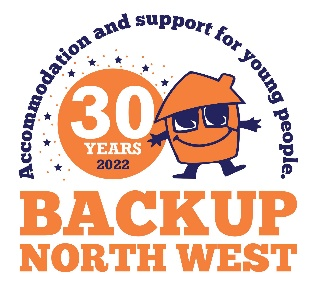 Accommodation and support for young people.
30
YEARS
2022
BACKUP
NORTH WEST